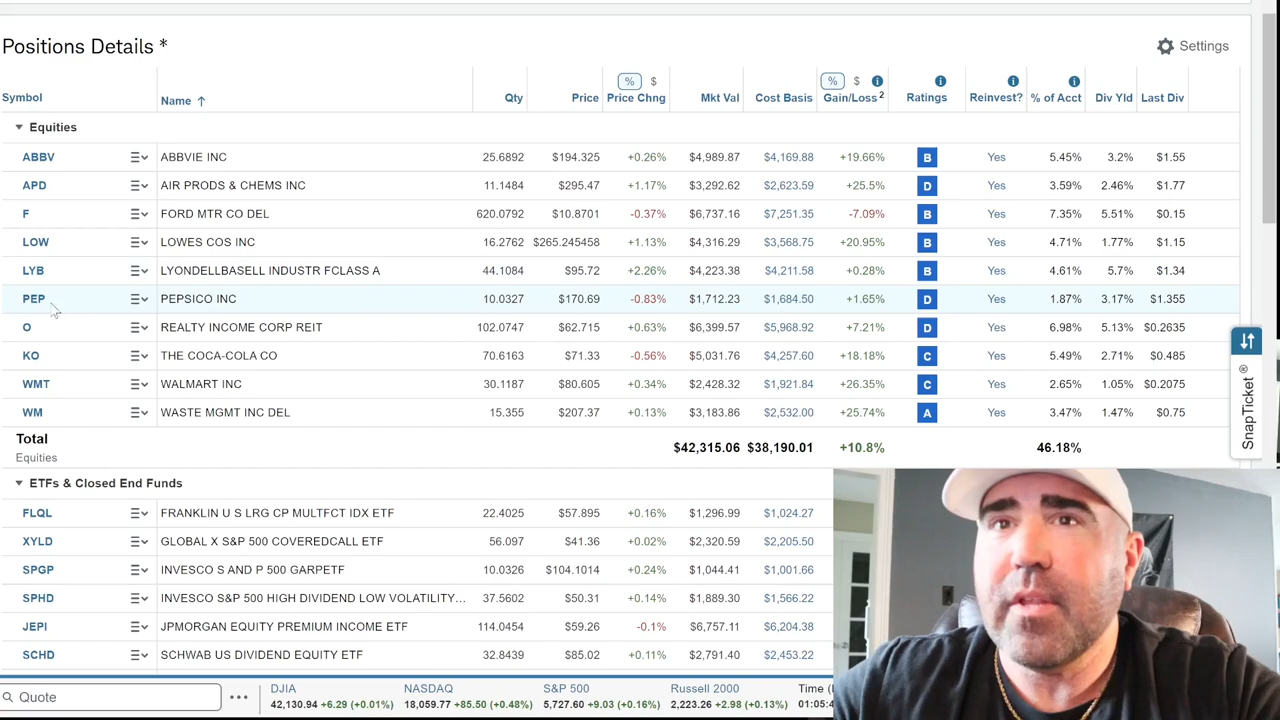 Positions Details *
Settings
% $ % $
Symbol Name ↑ Qty Price Price Chng Mkt Val Cost Basis Gain/Loss 2 Ratings Reinvest? % of Acct Div Yld Last Div
Equities
ABBV ABBVIE INC 25.6892 $194.325 +0.26% $4,989.87 $4,169.88 +19.66% B Yes 5.45% 3.2% $1.55
APD AIR PRODS & CHEMS INC 11.1484 $295.47 +1.17% $3,292.62 $2,623.59 +25.5% D Yes 3.59% 2.46% $1.77
F FORD MTR CO DEL 620.0792 $10.8701 -0.37% $6,737.16 $7,251.35 -7.09% B Yes 7.35% 5.51% $0.15
LOW LOWES COS INC 16.2762 $265.245458 +1.13% $4,316.29 $3,568.75 +20.95% B Yes 4.71% 1.77% $1.15
LYB LYONDELLBASELL INDUSTR FCLASS A 44.1084 $95.72 +2.26% $4,223.38 $4,211.58 +0.28% B Yes 4.61% 5.7% $1.34
PEP PEPSICO INC 10.0327 $170.69 -0.83% $1,712.23 $1,684.50 +1.65% D Yes 1.87% 3.17% $1.355
O REALTY INCOME CORP REIT 102.0747 $62.715 +0.63% $6,399.57 $5,968.92 +7.21% D Yes 6.98% 5.13% $0.2635
KO THE COCA-COLA CO 70.6163 $71.33 -0.56% $5,031.76 $4,257.60 +18.18% C Yes 5.49% 2.71% $0.485
WMT WALMART INC 30.1187 $80.605 +0.34% $2,428.32 $1,921.84 +26.35% C Yes 2.65% 1.05% $0.2075
WM WASTE MGMT INC DEL 15.355 $207.37 +0.13% $3,183.86 $2,532.00 +25.74% A Yes 3.47% 1.47% $0.75
Total $42,315.06 $38,190.01 +10.8% 46.18%
Equities
SnapTicket ®
ETFs & Closed End Funds
FLQL FRANKLIN U S LRG CP MULTFCT IDX ETF 22.4025 $57.895 +0.16% $1,296.99 $1,024.27
XYLD GLOBAL X S&P 500 COVEREDCALL ETF 56.097 $41.36 +0.02% $2,320.59 $2,205.50
SPGP INVESCO S AND P 500 GARPETF 10.0326 $104.1014 +0.24% $1,044.41 $1,001.66
SPHD INVESCO S&P 500 HIGH DIVIDEND LOW VOLATILITY... 37.5602 $50.31 +0.14% $1,889.30 $1,566.22
JEPI JPMORGAN EQUITY PREMIUM INCOME ETF 114.0454 $59.26 -0.1% $6,757.11 $6,204.38
SCHD SCHWAB US DIVIDEND EQUITY ETF 32.8439 $85.02 +0.11% $2,791.40 $2,453.22
Quote
DJIA NASDAQ S&P 500 Russell 2000 Time (
42,130.94 +6.29 (+0.01%) 18,059.77 +85.50 (+0.48%) 5,727.60 +9.03 (+0.16%) 2,223.26 +2.98 (+0.13%) 01:05:4